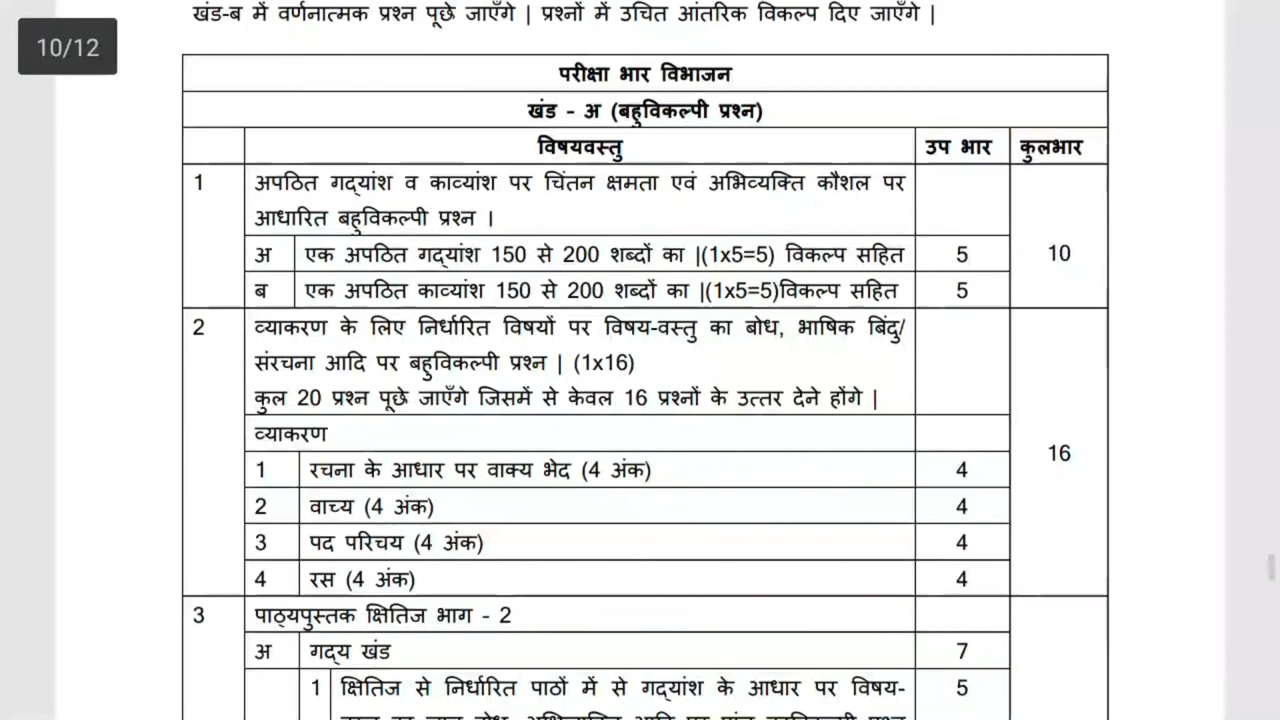 खंड-ब में वर्णनात्मक प्रश्न पूछे जाएँगे | प्रश्नों में उचित आंतरिक विकल्प दिए जाएँगे |
10/12
परीक्षा भार विभाजन
खंड - अ (बहुविकल्पी प्रश्न)
विषयवस्तु उप भार कुलभार
1 अपठित गद्यांश व काव्यांश पर चिंतन क्षमता एवं अभिव्यक्ति कौशल पर
आधारित बहुविकल्पी प्रश्न ।
अ एक अपठित गद्यांश 150 से 200 शब्दों का |(1x5=5) विकल्प सहित 5 10
ब एक अपठित काव्यांश 150 से 200 शब्दों का |(1x5=5)विकल्प सहित 5
2 व्याकरण के लिए निर्धारित विषयों पर विषय-वस्तु का बोध, भाषिक बिंदु/
संरचना आदि पर बहुविकल्पी प्रश्न | (1x16)
कुल 20 प्रश्न पूछे जाएँगे जिसमें से केवल 16 प्रश्नों के उत्तर देने होंगे |
व्याकरण 16
1 रचना के आधार पर वाक्य भेद (4 अंक) 4
2 वाच्य (4 अंक) 4
3 पद परिचय (4 अंक) 4
4 रस (4 अंक) 4
3 पाठ्यपुस्तक क्षितिज भाग - 2
अ गद्य खंड 7
1 क्षितिज से निर्धारित पाठों में से गद्यांश के आधार पर विषय- 5